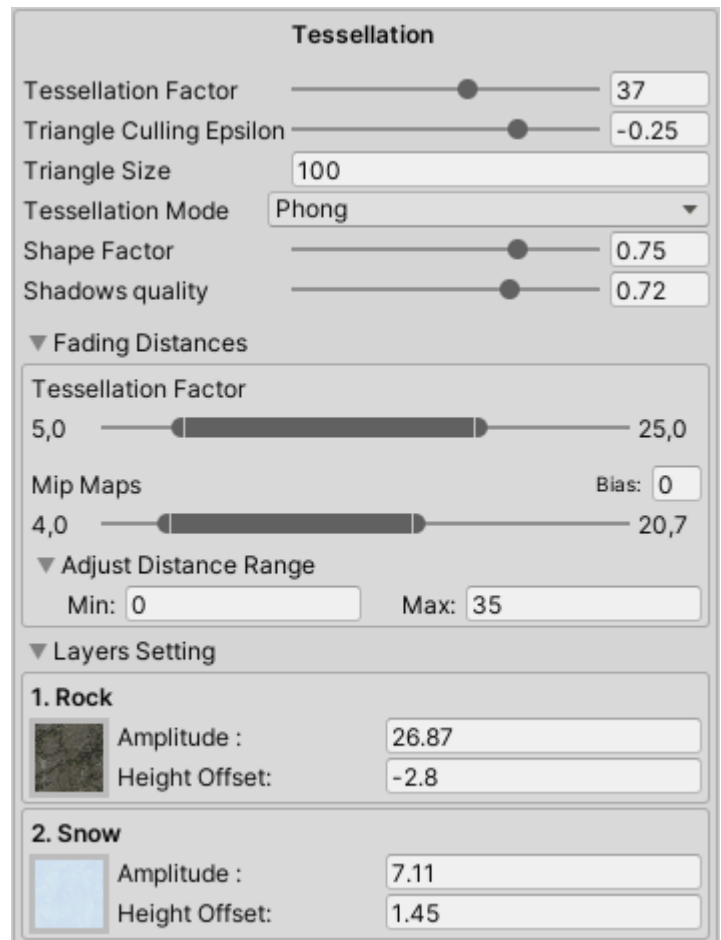 Tessellation
Tessellation Factor 37
Triangle Culling Epsilon -0.25
Triangle Size 100
Tessellation Mode Phong
Shape Factor 0.75
Shadows quality 0.72
Fading Distances
Tessellation Factor
5,0 25,0
Mip Maps Bias: 0
4,0 20,7
Adjust Distance Range
Min: 0 Max: 35
Layers Setting
1. Rock
Amplitude : 26.87
Height Offset: -2.8
2. Snow
Amplitude : 7.11
Height Offset: 1.45